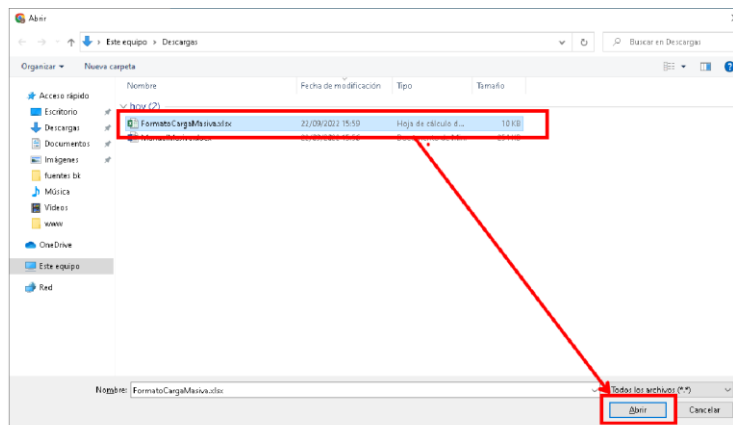 Abrir
Este equipo › Descargas
Buscar en Descargas
Organizar
Nueva carpeta
Nombre
Fecha de modificación
Tipo
Tamaño
Acceso rápido
hoy (2)
Escritorio
FormatoCargaMasiva.xlsx
22/09/2022 15:59
Hoja de cálculo d...
10 KB
Descargas
Documentos
Imágenes
fuentes bk
Música
Vídeos
www
OneDrive
Este equipo
Red
Nombre:
FormatoCargaMasiva.xlsx
Todos los archivos (*.*)
Abrir
Cancelar